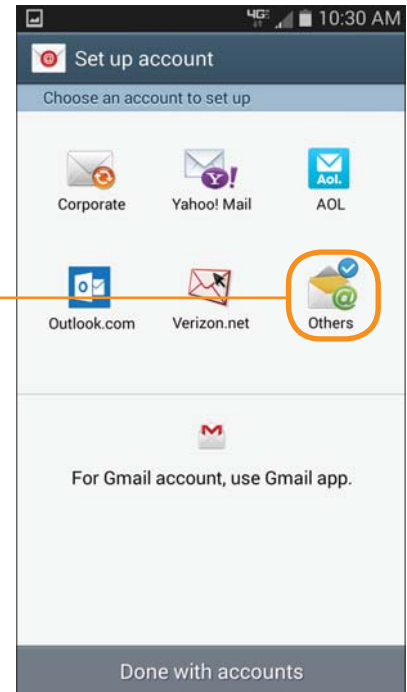 4G 10:30 AM
Set up account
Choose an account to set up
Aol.
Corporate Yahoo! Mail AOL
Outlook.com Verizon.net Others
For Gmail account, use Gmail app.
Done with accounts